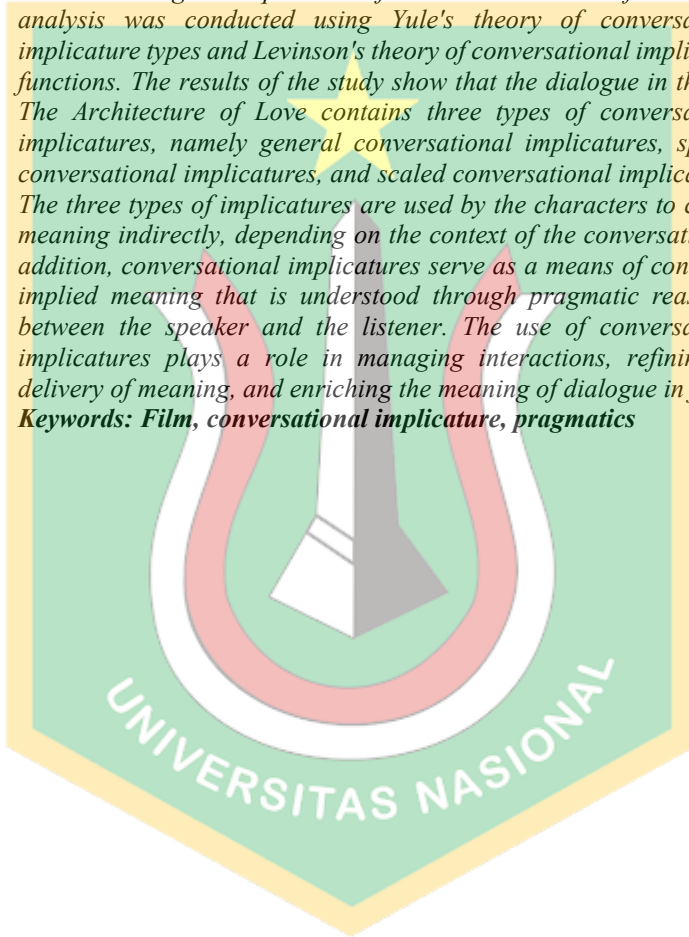 analysis was conducted using Yule's theory of
implicature types and Levinson's theory of conversational
functions. The results of the study show that the dialogue in
The Architecture of Love contains three types of
implicatures, namely general conversational implicatures,
conversational implicatures, and scaled conversational
The three types of implicatures are used by the characters to
meaning indirectly, depending on the context of the
addition, conversational implicatures serve as a means of
implied meaning that is understood through pragmatic
between the speaker and the listener. The use of
implicatures plays a role in managing interactions,
delivery of meaning, and enriching the meaning of dialogue in
Keywords: Film, conversational implicature, pragmatics
UNIVERSITAS NASIONAL